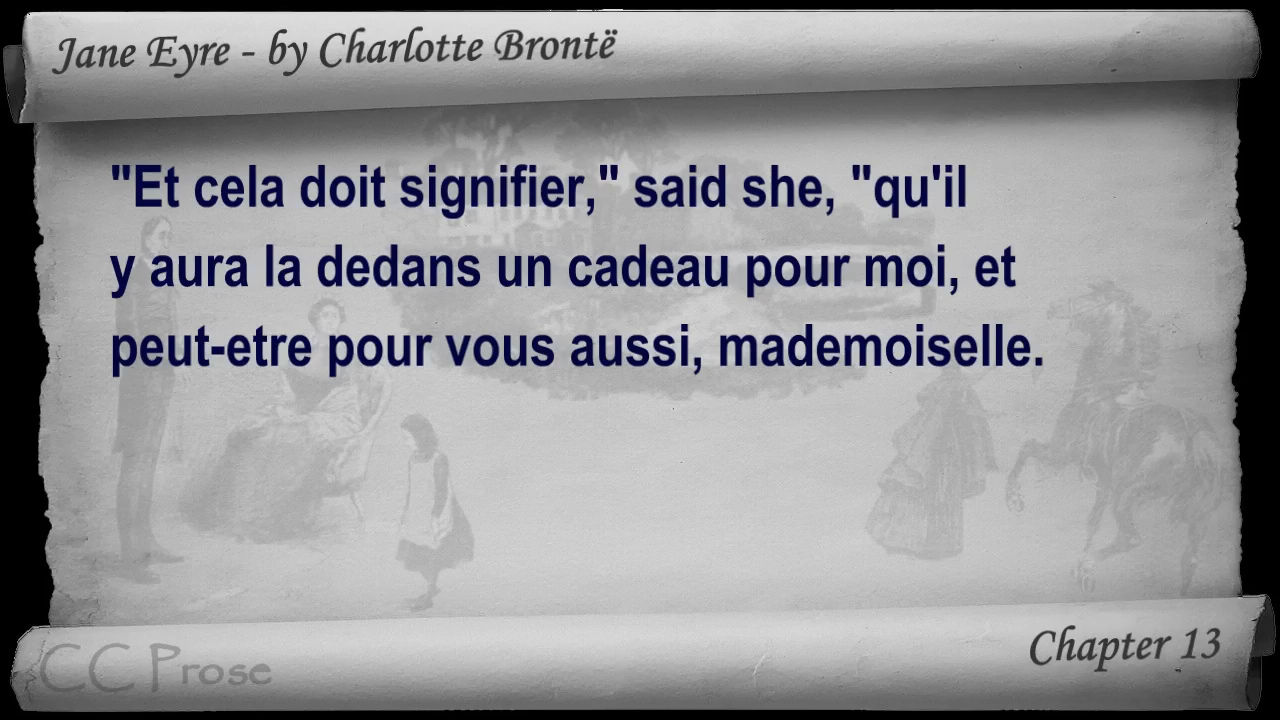 Jane Eyre - by Charlotte Brontë
"Et cela doit signifier," said she, "qu'il
y aura la dedans un cadeau pour moi, et
peut-etre pour vous aussi, mademoiselle.
CC Prose
Chapter 13